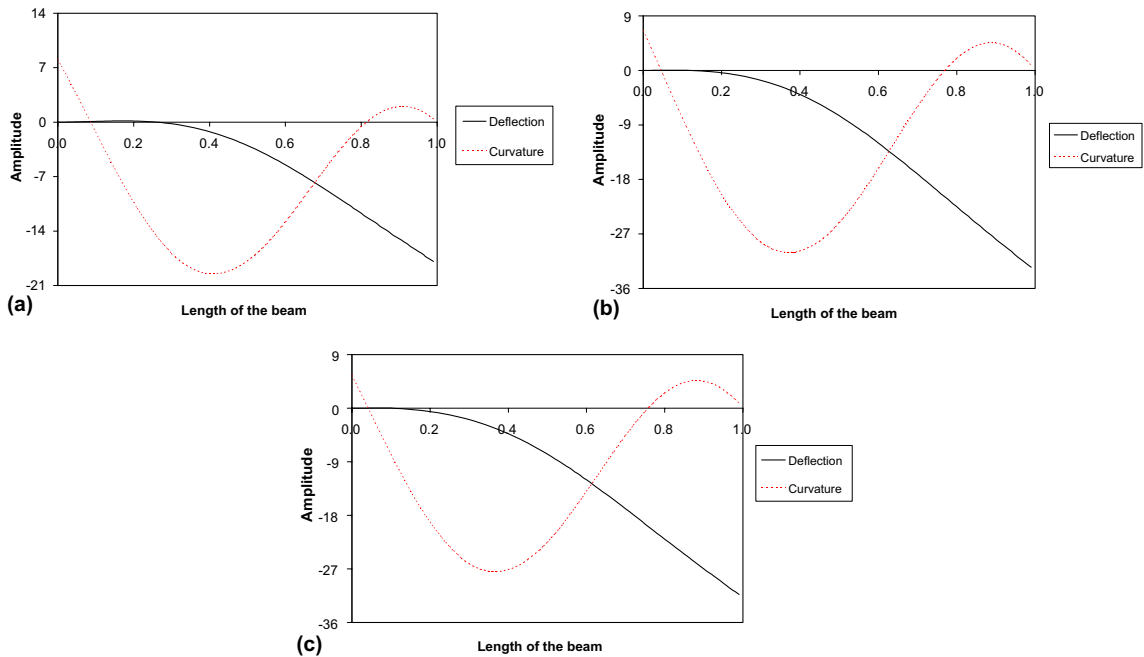 14
7
0
-7
-14
-21
0.0 0.2 0.4 0.6 0.8 1.0
Amplitude
Length of the beam
Deflection
Curvature
(a)
9
0
-9
-18
-27
-36
0.0 0.2 0.4 0.6 0.8 1.0
Amplitude
Length of the beam
Deflection
Curvature
(b)
9
0
-9
-18
-27
-36
0.0 0.2 0.4 0.6 0.8 1.0
Amplitude
Length of the beam
Deflection
Curvature
(c)